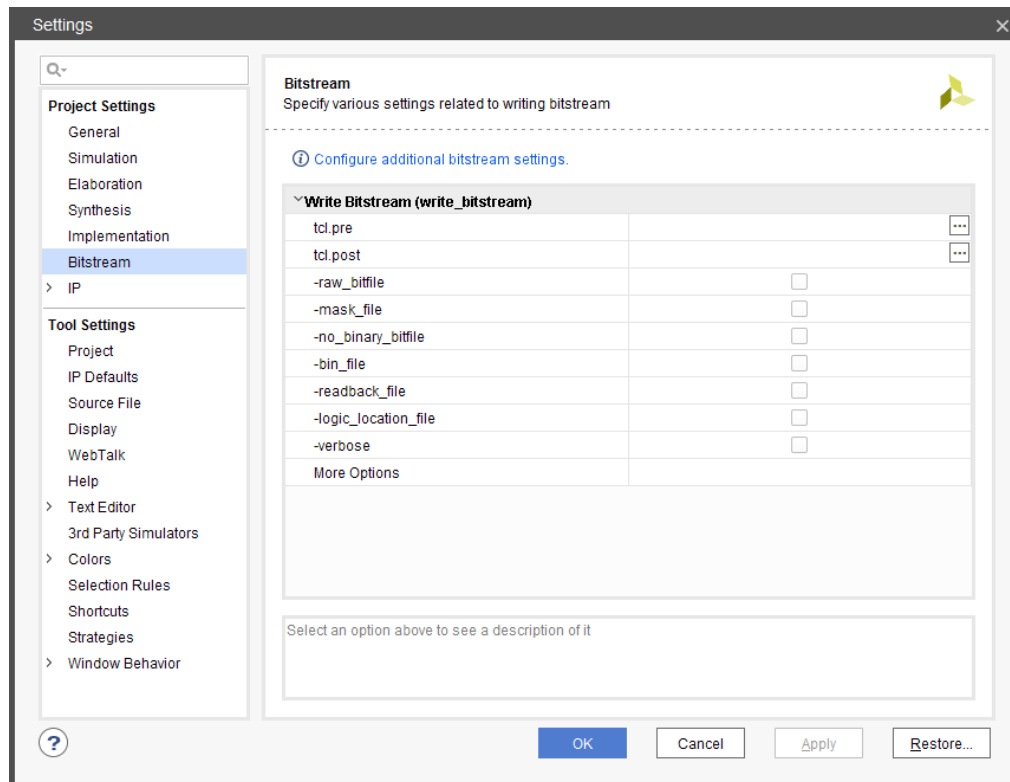 Settings
Project Settings
General
Simulation
Elaboration
Synthesis
Implementation
Bitstream
IP
Tool Settings
Project
IP Defaults
Source File
Display
WebTalk
Help
Text Editor
3rd Party Simulators
Colors
Selection Rules
Shortcuts
Strategies
Window Behavior
Bitstream
Specify various settings related to writing bitstream
Configure additional bitstream settings.
Write Bitstream (write_bitstream)
tcl.pre
tcl.post
-raw_bitfile
-mask_file
-no_binary_bitfile
-bin_file
-readback_file
-logic_location_file
-verbose
More Options
Select an option above to see a description of it
? OK Cancel Apply Restore...